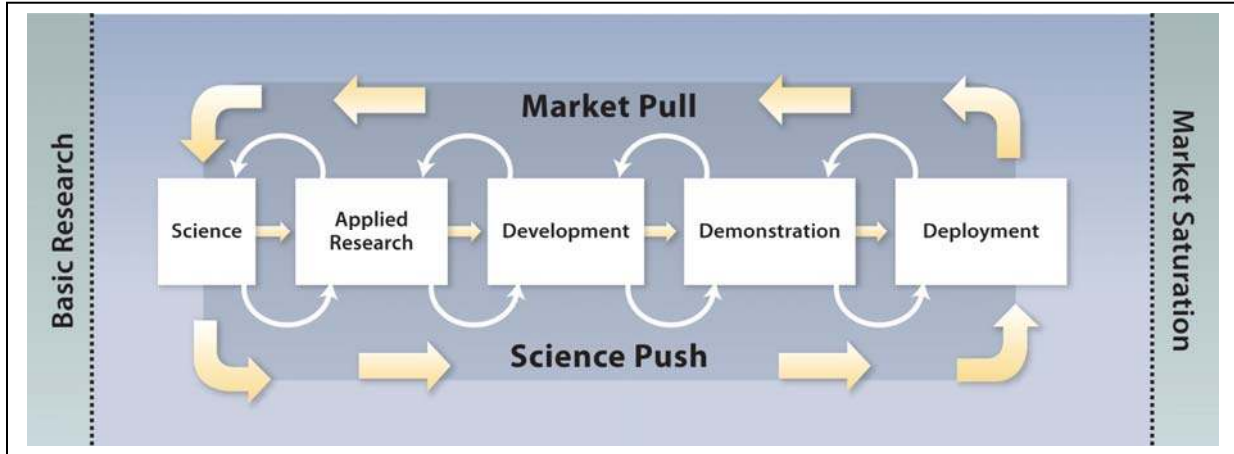 Basic Research
Market Pull
Science
Applied
Research
Development
Demonstration
Deployment
Science Push
Market Saturation